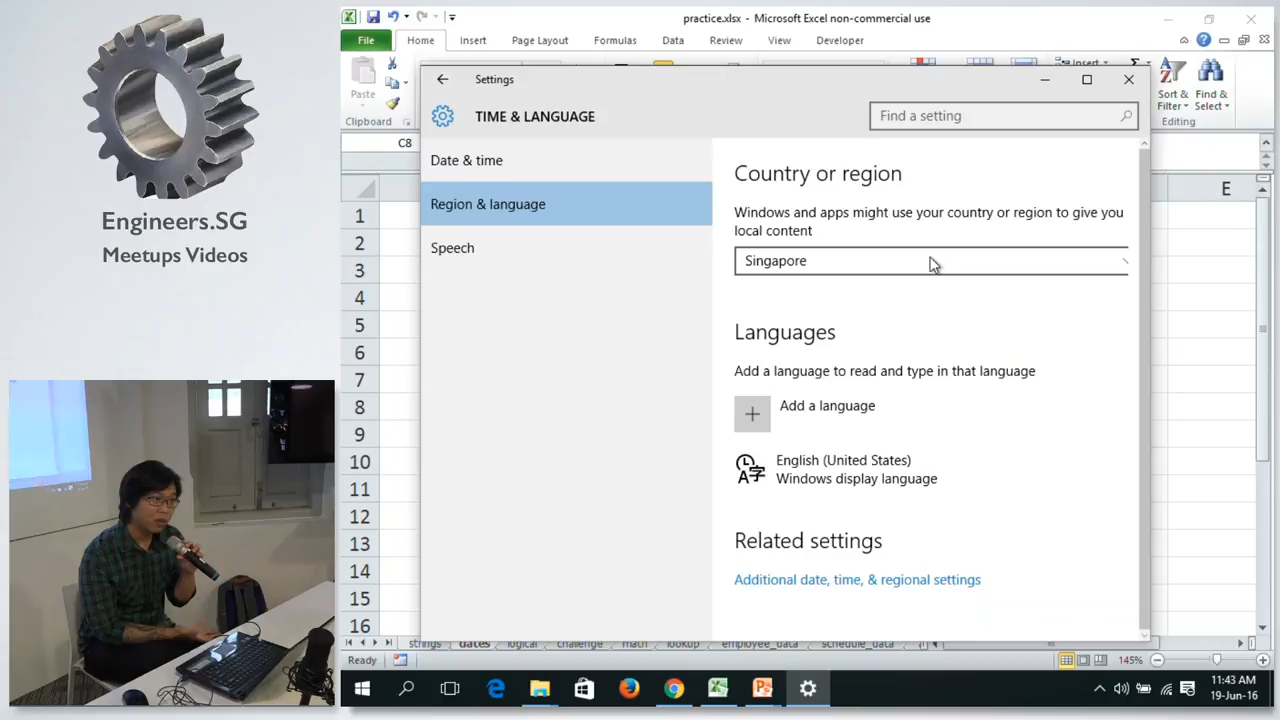 Engineers.SG
Meetups Videos
practice.xlsx - Microsoft Excel non-commercial use
File
Home
Insert
Page Layout
Formulas
Data
Review
View
Developer
Paste
Clipboard
Insert
Σ
Sort &
Filter
Find &
Select
Editing
C8
E
1
2
3
4
5
6
7
8
9
10
11
12
13
14
15
16
Settings
TIME & LANGUAGE
Find a setting
Date & time
Region & language
Speech
Country or region
Windows and apps might use your country or region to give you
local content
Singapore
Languages
Add a language to read and type in that language
Add a language
English (United States)
Windows display language
Related settings
Additional date, time, & regional settings
strings
dates
logical
challenge
math
lookup
employee_data
schedule_data
Ready
145%
11:43 AM
19-Jun-16